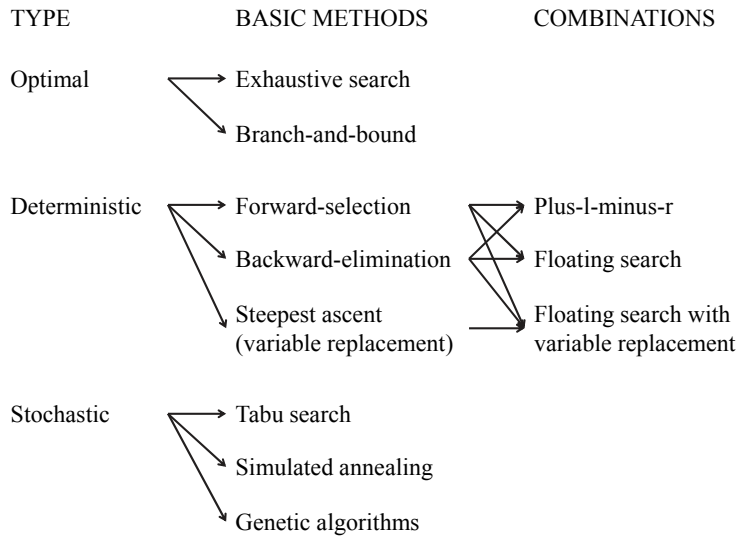 TYPE BASIC METHODS COMBINATIONS
Optimal Exhaustive search
Branch-and-bound
Deterministic Forward-selection Plus-l-minus-r
Backward-elimination Floating search
Steepest ascent Floating search with
(variable replacement) variable replacement
Stochastic Tabu search
Simulated annealing
Genetic algorithms